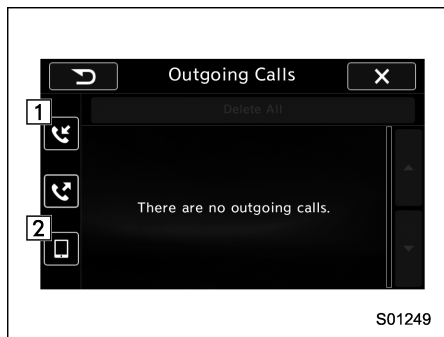 Outgoing Calls
Delete All
1
There are no outgoing calls.
2
S01249